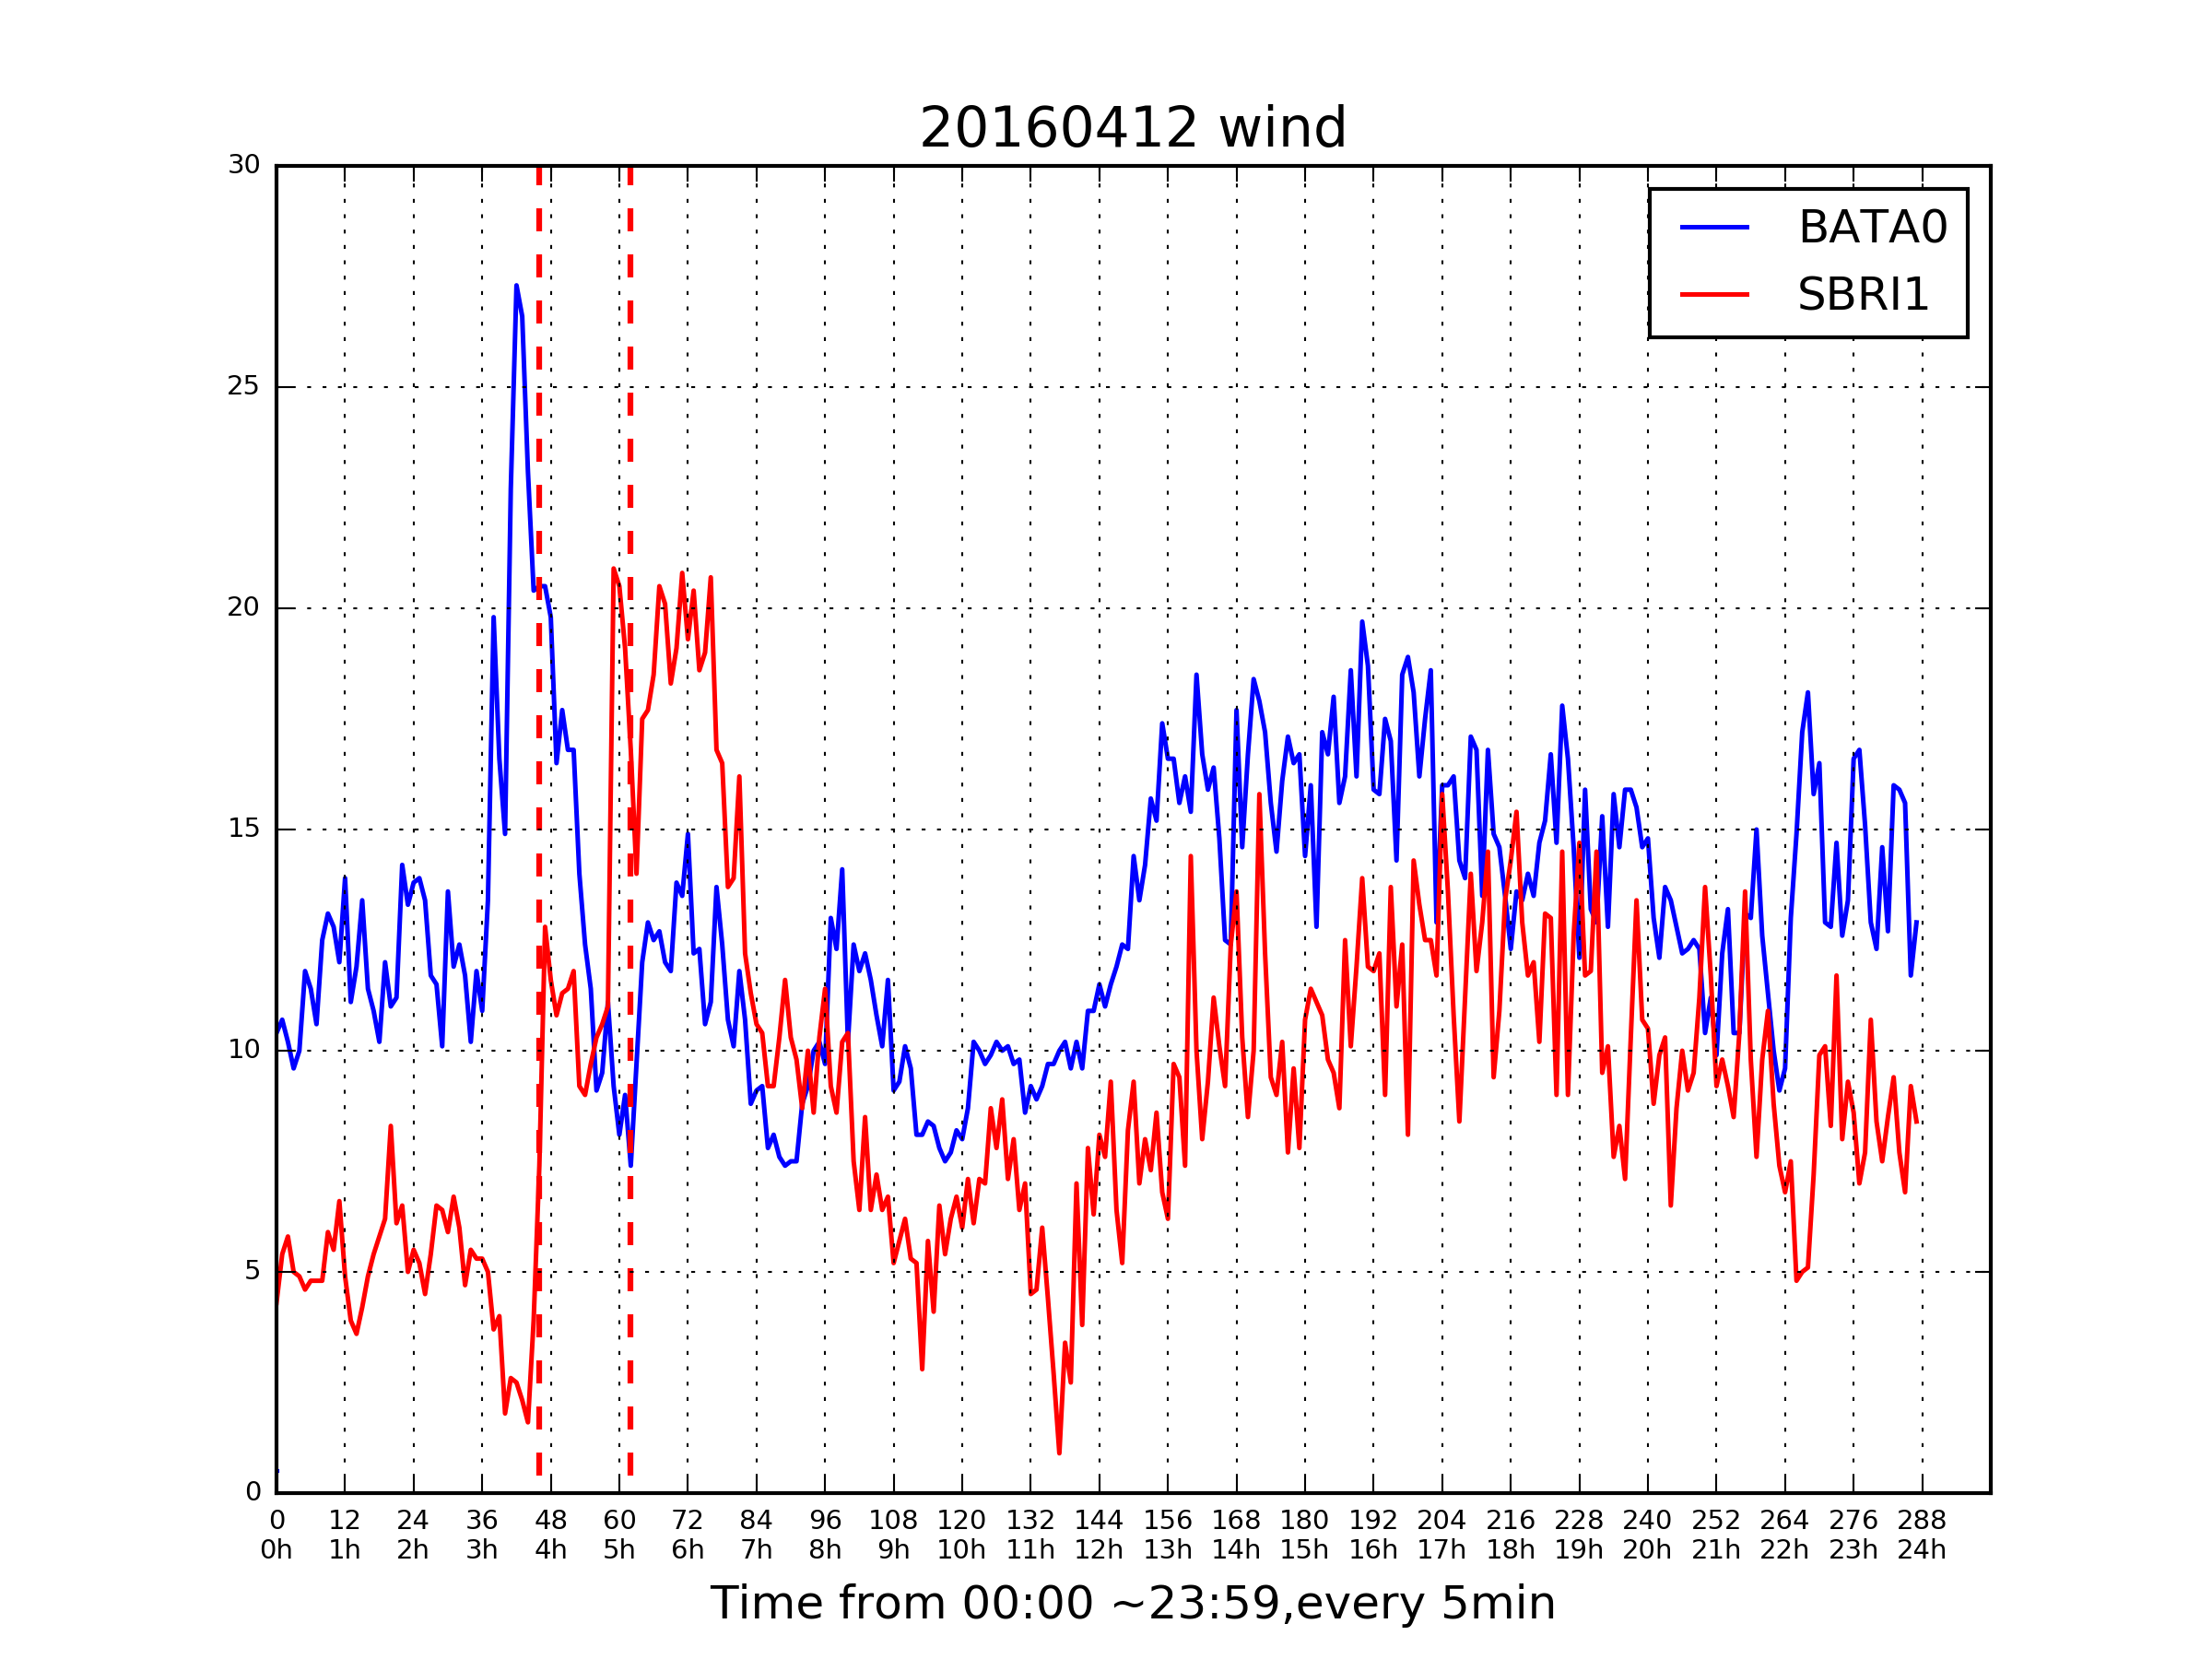 20160412 wind
30
25
20
15
10
5
0
BATA0
SBRI1
0 12 24 36 48 60 72 84 96 108 120 132 144 156 168 180 192 204 216 228 240 252 264 276 288
0h 1h 2h 3h 4h 5h 6h 7h 8h 9h 10h 11h 12h 13h 14h 15h 16h 17h 18h 19h 20h 21h 22h 23h 24h
Time from 00:00 ~23:59,every 5min